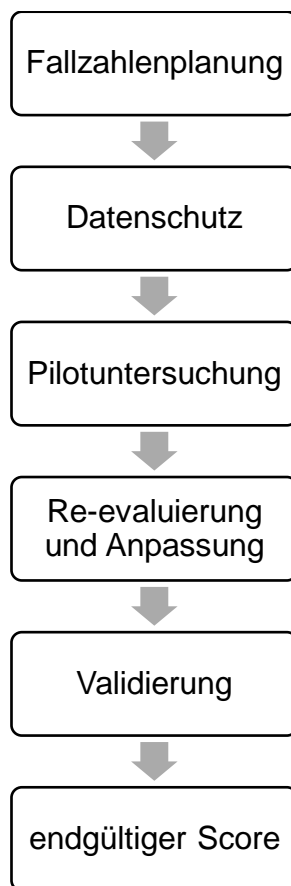 Fallzahlenplanung
Datenschutz
Pilotuntersuchung
Re-evaluierung
und Anpassung
Validierung
endgültiger Score